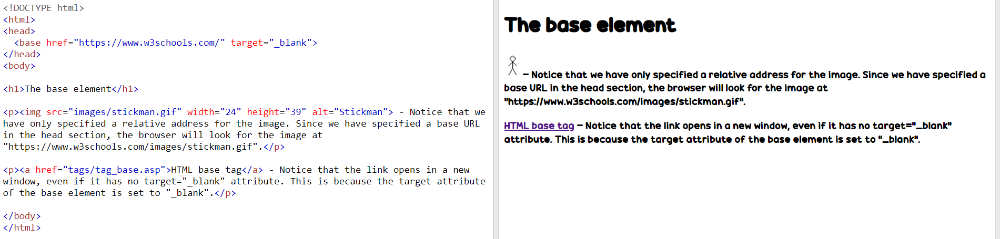 <!DOCTYPE html>
<html>
<head>
  <base href="https://www.w3schools.com/" target="_blank">
</head>
<body>

<h1>The base element</h1>

<p><img src="images/stickman.gif" width="24" height="39" alt="Stickman"> - Notice that we
have only specified a relative address for the image. Since we have specified a base URL
in the head section, the browser will look for the image at
"https://www.w3schools.com/images/stickman.gif".</p>

<p><a href="tags/tag_base.asp">HTML base tag</a> - Notice that the link opens in a new
window, even if it has no target="_blank" attribute. This is because the target attribute
of the base element is set to "_blank".</p>

</body>
</html>

The base element
- Notice that we have only specified a relative address for the image. Since we have specified a
base URL in the head section, the browser will look for the image at
"https://www.w3schools.com/images/stickman.gif".
HTML base tag - Notice that the link opens in a new window, even if it has no target="_blank"
attribute. This is because the target attribute of the base element is set to "_blank".